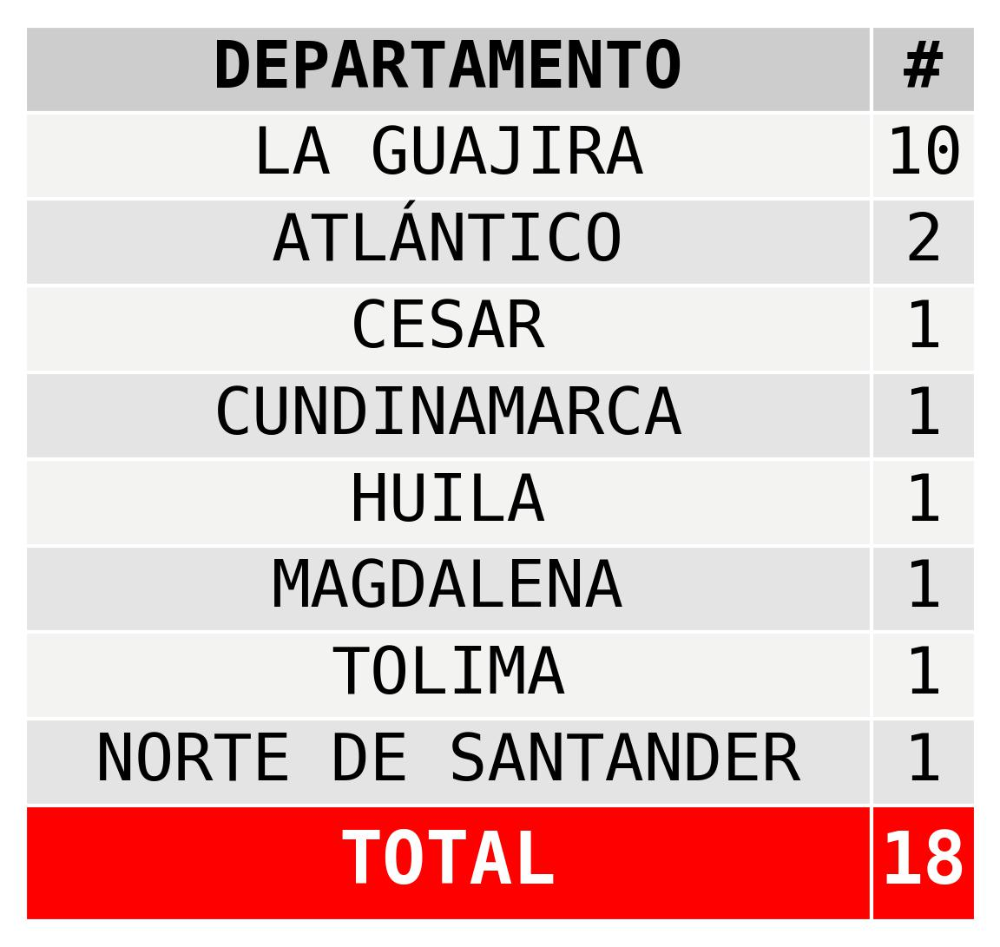 DEPARTAMENTO #
LA GUAJIRA 10
ATLÁNTICO 2
CESAR 1
CUNDINAMARCA 1
HUILA 1
MAGDALENA 1
TOLIMA 1
NORTE DE SANTANDER 1
TOTAL 18